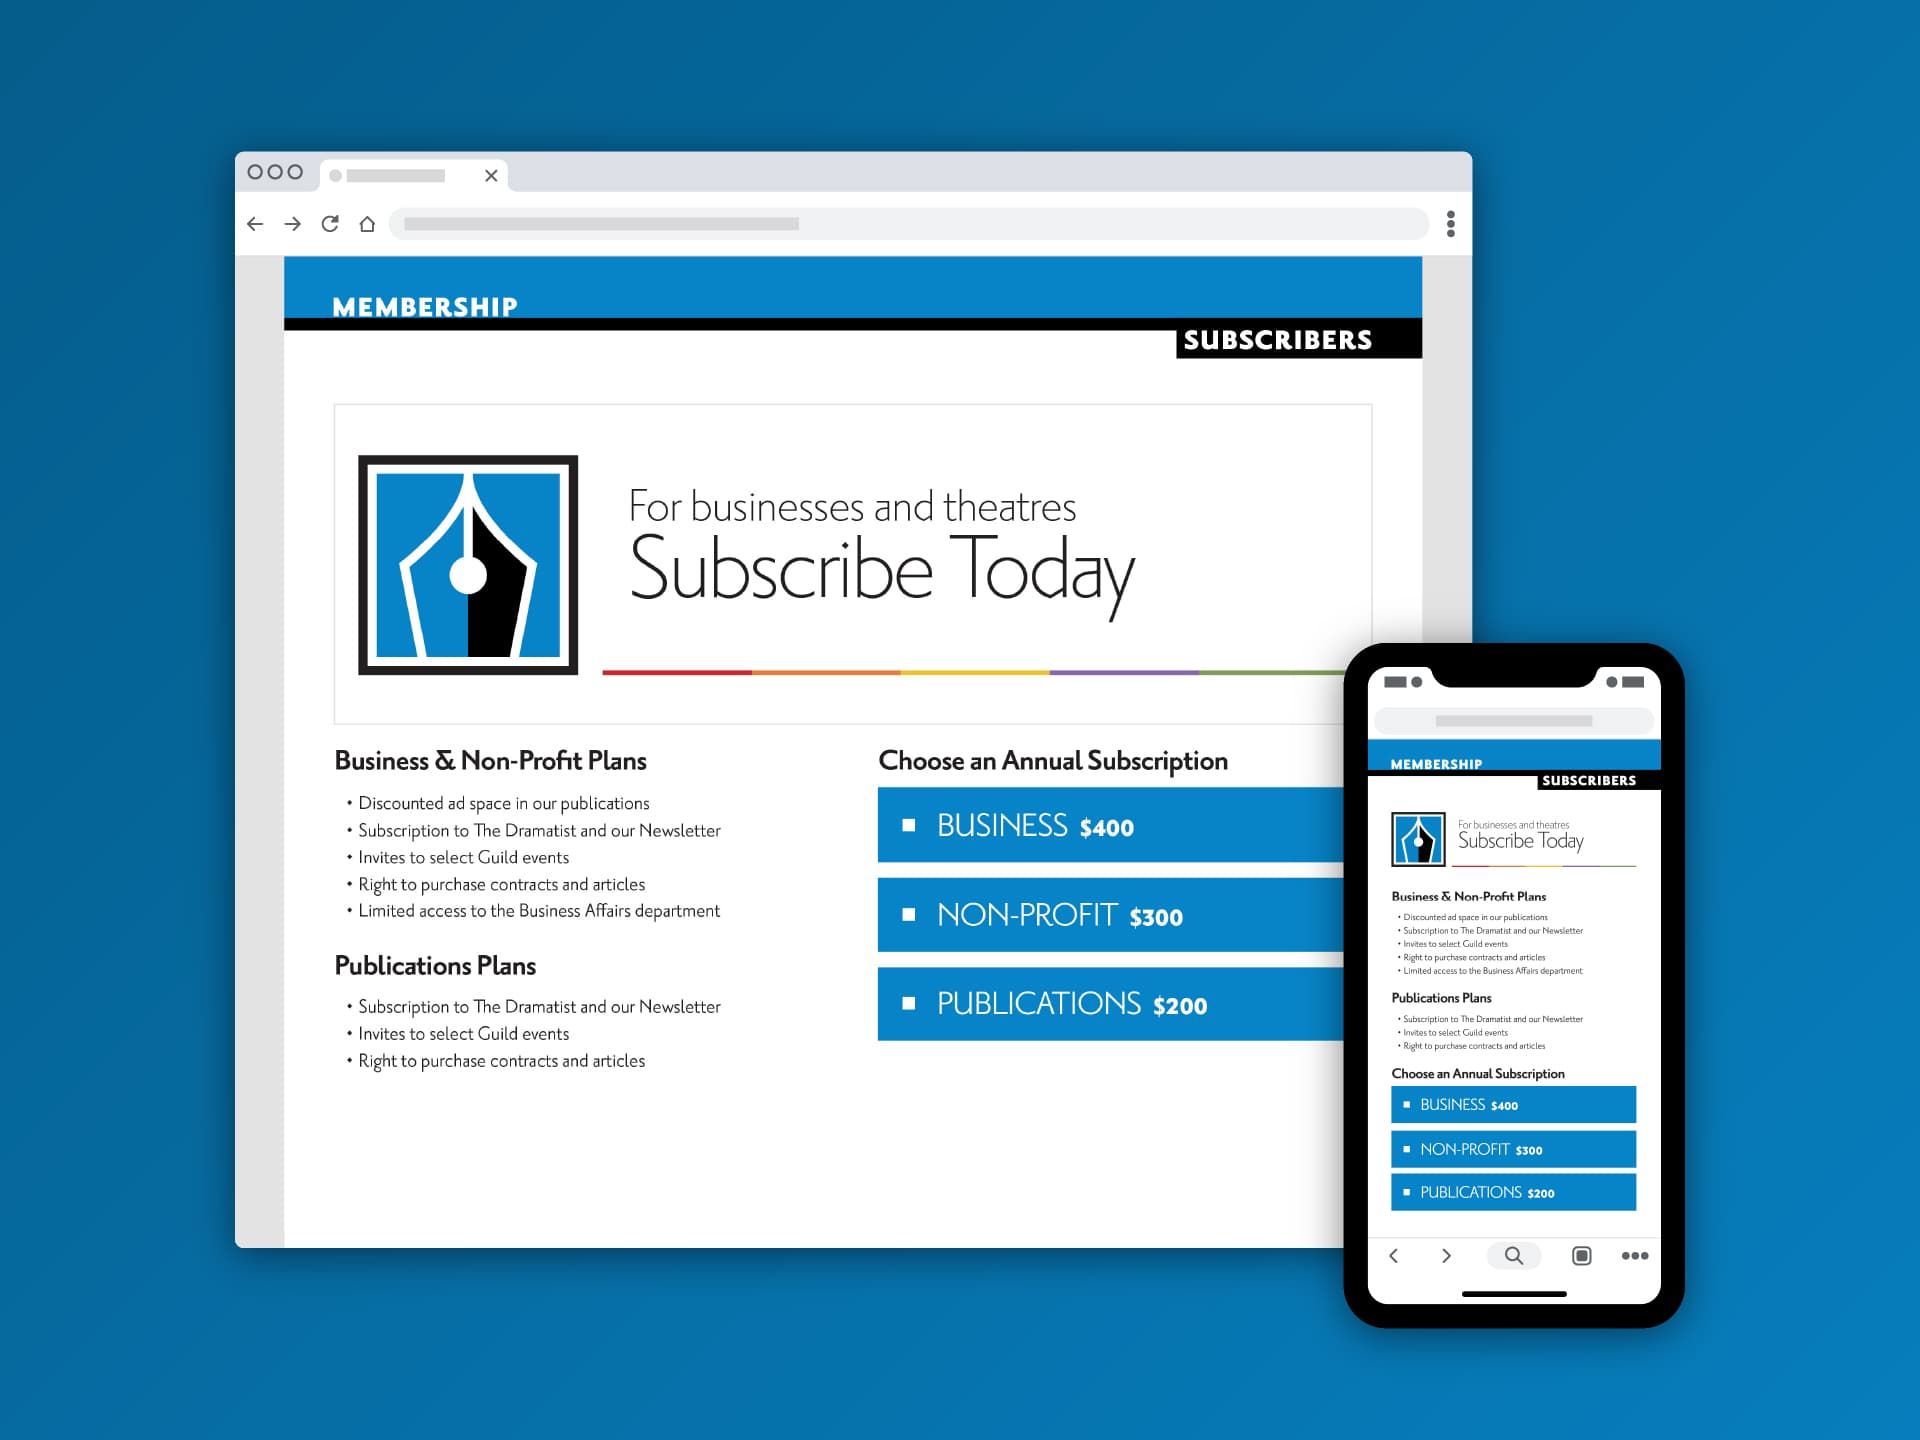 MEMBERSHIP
SUBSCRIBERS
For businesses and theatres
Subscribe Today
Business & Non-Profit Plans
• Discounted ad space in our publications
• Subscription to The Dramatist and our Newsletter
• Invites to select Guild events
• Right to purchase contracts and articles
• Limited access to the Business Affairs department
Publications Plans
• Subscription to The Dramatist and our Newsletter
• Invites to select Guild events
• Right to purchase contracts and articles
Choose an Annual Subscription
BUSINESS $400
NON-PROFIT $300
PUBLICATIONS $200
MEMBERSHIP
SUBSCRIBERS
For businesses and theatres
Subscribe Today
Business & Non-Profit Plans
• Discounted ad space in our publications
• Subscription to The Dramatist and our Newsletter
• Invites to select Guild events
• Right to purchase contracts and articles
• Limited access to the Business Affairs department
Publications Plans
• Subscription to The Dramatist and our Newsletter
• Invites to select Guild events
• Right to purchase contracts and articles
Choose an Annual Subscription
BUSINESS $400
NON-PROFIT $300
PUBLICATIONS $200